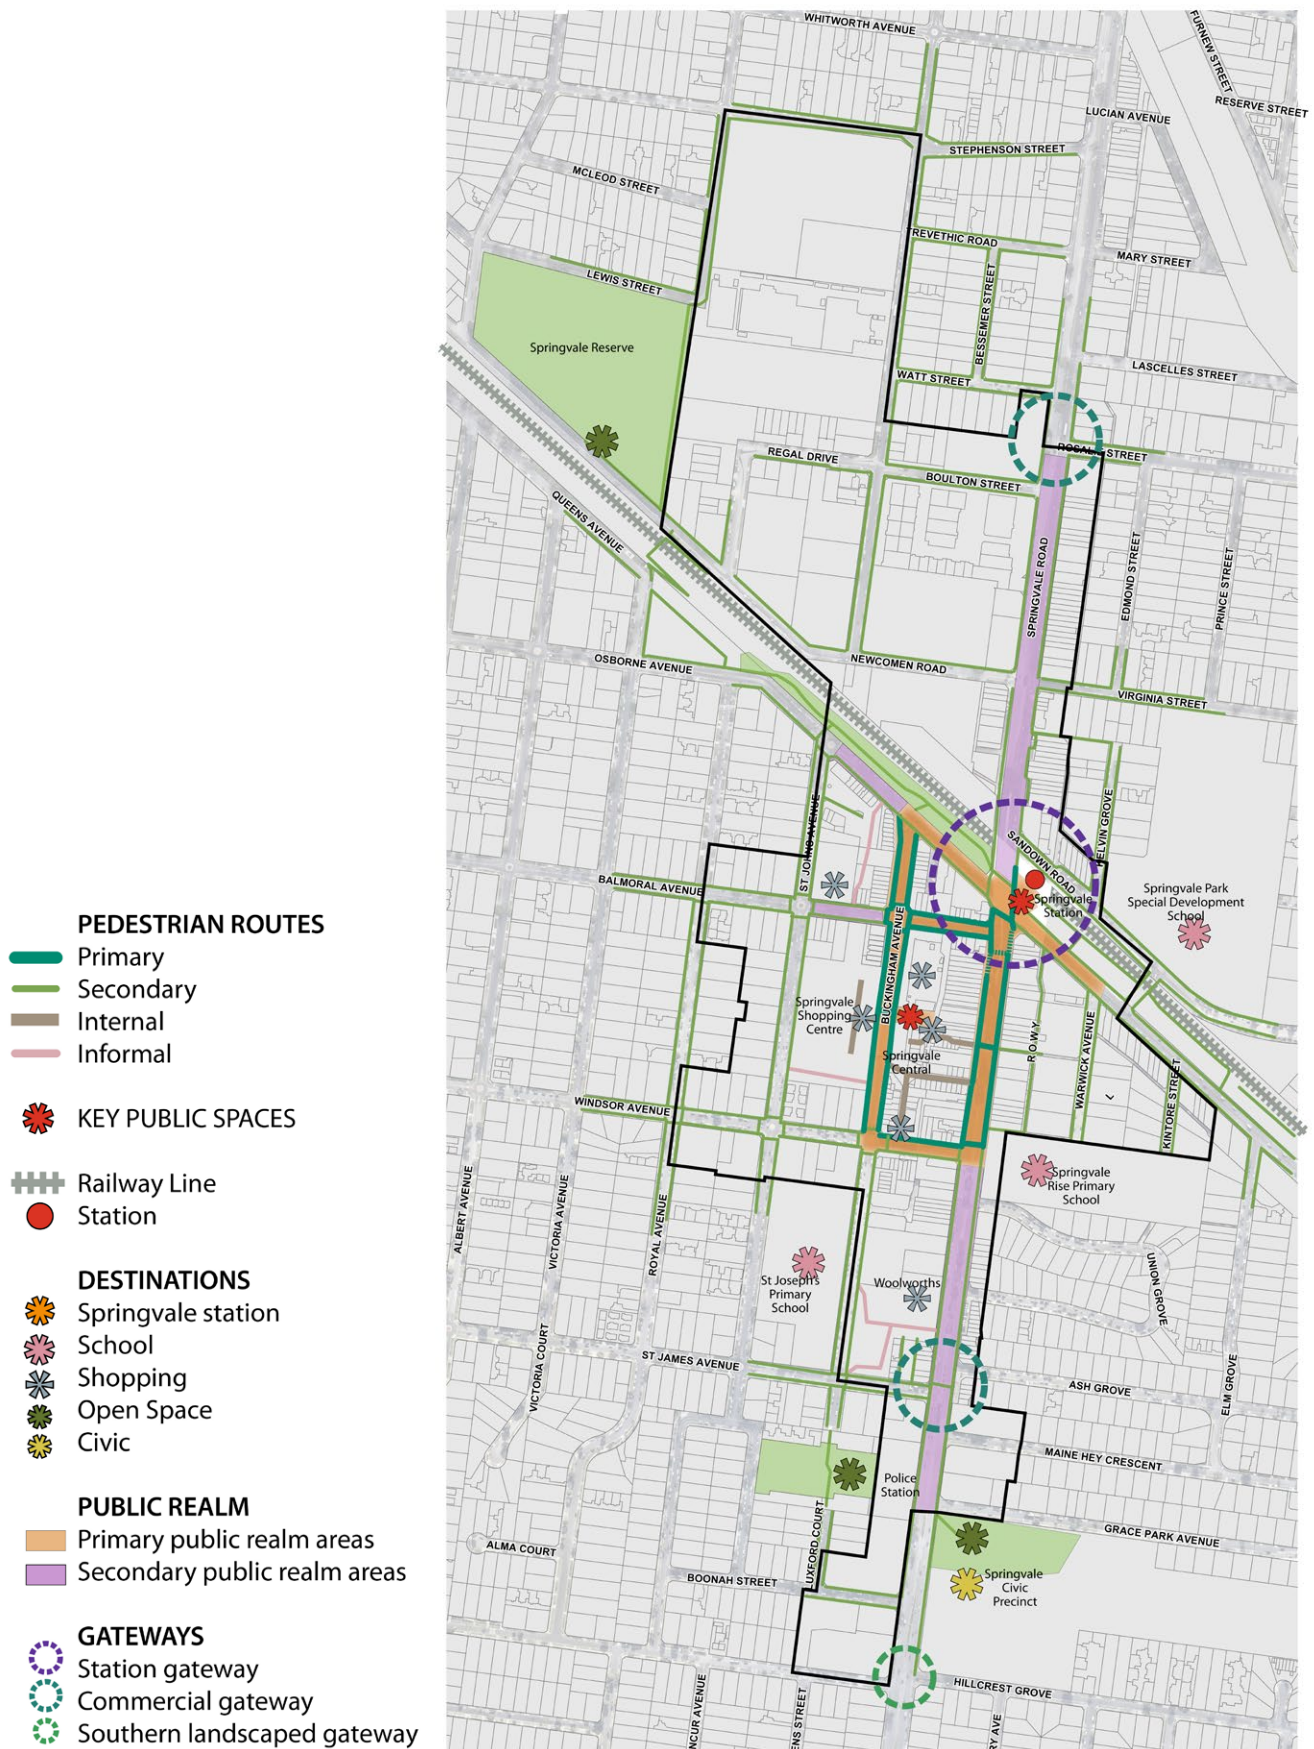 WHITWORTH AVENUE
FURNEW STREET
RESERVE STREET
LUCIAN AVENUE
STEPHENSON STREET
MCLEOD STREET
TREVETHIC ROAD
MARY STREET
LEWIS STREET
BESSEMER STREET
Springvale Reserve
LASCELLES STREET
WATT STREET
REGAL DRIVE
STREET
BOULTON STREET
QUEENS AVENUE
SPRINGVALE ROAD
EDMOND STREET
PRINCE STREET
OSBORNE AVENUE
NEWCOMEN ROAD
VIRGINIA STREET
ST JOHNS AVENUE
SANDOWN ROAD
BALMORAL AVENUE
Springvale
Station
Springvale Park
Special Development
School
BUCKINGHAM AVENUE
Springvale
Shopping
Centre
Springvale
Central
R.O.W.Y
WARWICK AVENUE
KINTORE STREET
WINDSOR AVENUE
Springvale
Rise Primary
School
ALBERT AVENUE
VICTORIA AVENUE
ROYAL AVENUE
St Joseph's
Primary
School
Woolworths
UNION GROVE
VICTORIA COURT
ST JAMES AVENUE
ASH GROVE
ELM GROVE
MAINE HEY CRESCENT
Police
Station
LUXFORD COURT
GRACE PARK AVENUE
ALMA COURT
BOONAH STREET
Springvale
Civic
Precinct
HILLCREST GROVE
NCUR AVENUE
ENS STREET
RY AVE
PEDESTRIAN ROUTES
Primary
Secondary
Internal
Informal
KEY PUBLIC SPACES
Railway Line
Station
DESTINATIONS
Springvale station
School
Shopping
Open Space
Civic
PUBLIC REALM
Primary public realm areas
Secondary public realm areas
GATEWAYS
Station gateway
Commercial gateway
Southern landscaped gateway